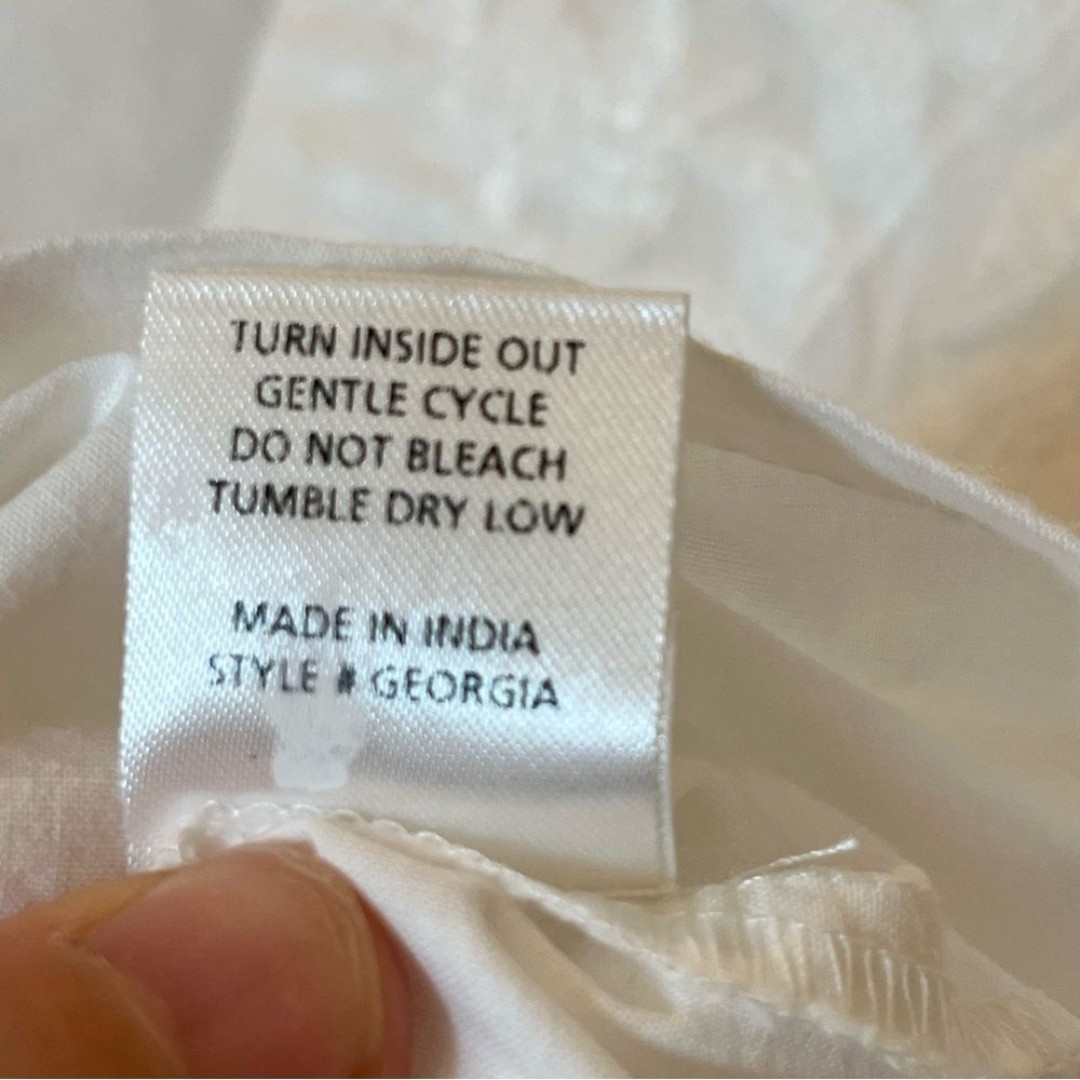 TURN INSIDE OUT
GENTLE CYCLE
DO NOT BLEACH
TUMBLE DRY LOW
MADE IN INDIA
STYLE # GEORGIA